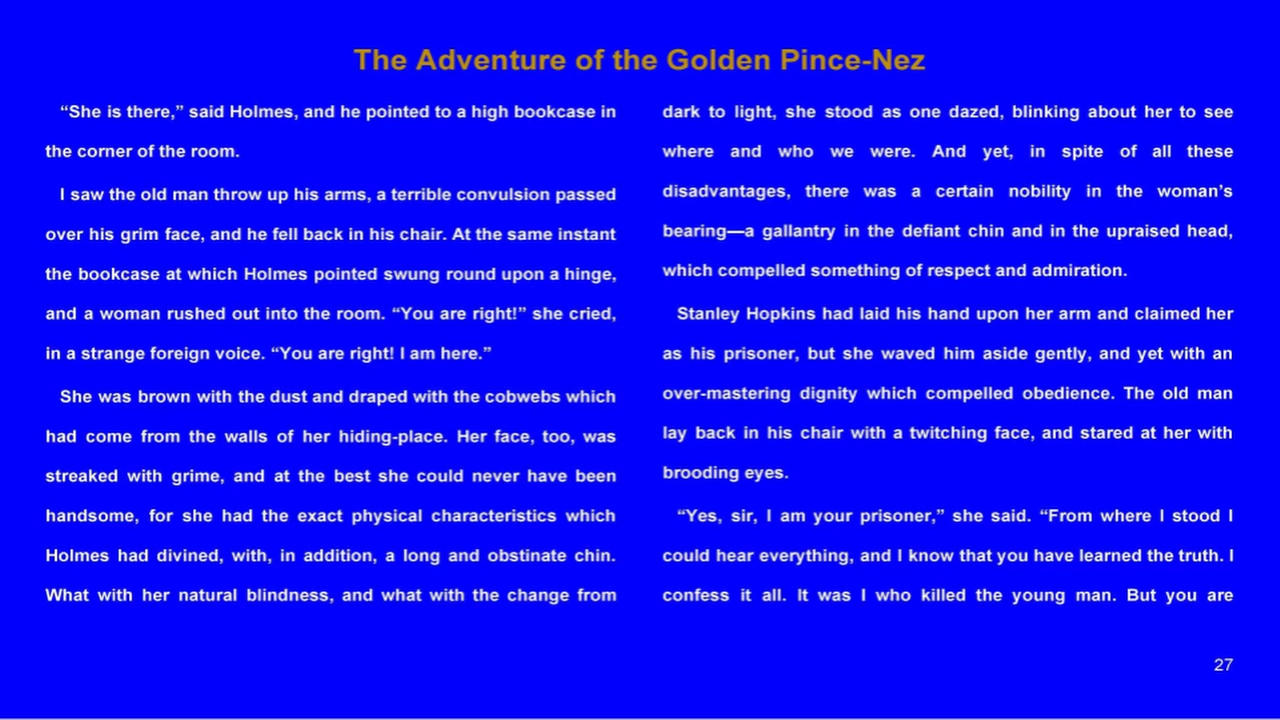 The Adventure of the Golden Pince-Nez
“She is there,” said Holmes, and he pointed to a high bookcase in
the corner of the room.
I saw the old man throw up his arms, a terrible convulsion passed
over his grim face, and he fell back in his chair. At the same instant
the bookcase at which Holmes pointed swung round upon a hinge,
and a woman rushed out into the room. “You are right!” she cried,
in a strange foreign voice. “You are right! I am here.”
She was brown with the dust and draped with the cobwebs which
had come from the walls of her hiding-place. Her face, too, was
streaked with grime, and at the best she could never have been
handsome, for she had the exact physical characteristics which
Holmes had divined, with, in addition, a long and obstinate chin.
What with her natural blindness, and what with the change from
dark to light, she stood as one dazed, blinking about her to see
where and who we were. And yet, in spite of all these
disadvantages, there was a certain nobility in the woman’s
bearing—a gallantry in the defiant chin and in the upraised head,
which compelled something of respect and admiration.
Stanley Hopkins had laid his hand upon her arm and claimed her
as his prisoner, but she waved him aside gently, and yet with an
over-mastering dignity which compelled obedience. The old man
lay back in his chair with a twitching face, and stared at her with
brooding eyes.
“Yes, sir, I am your prisoner,” she said. “From where I stood I
could hear everything, and I know that you have learned the truth. I
confess it all. It was I who killed the young man. But you are
27